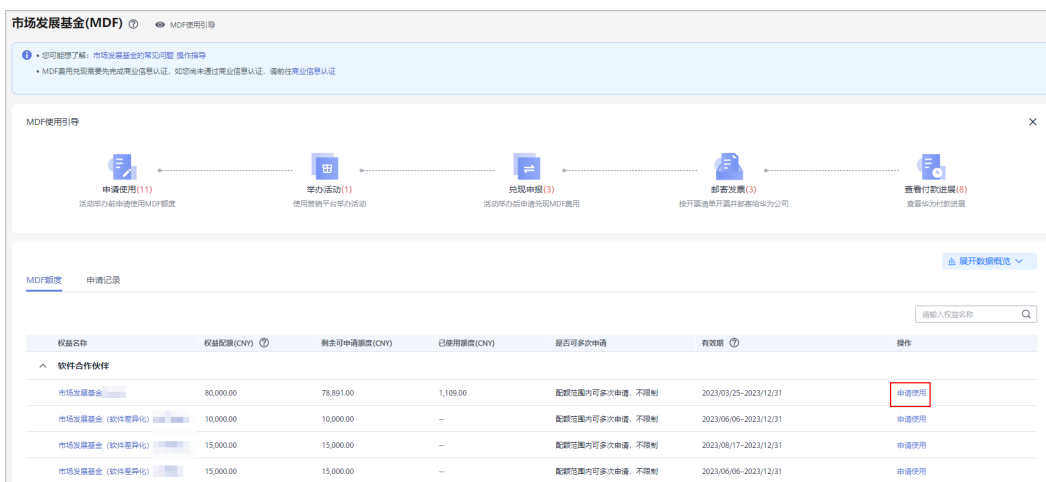 市场发展基金(MDF) ? MDF使用引导
• 您可能想了解：市场发展基金的常见问题 操作指导
• MDF费用兑现需要先完成商业信息认证，如您尚未通过商业信息认证，请前往商业信息认证
MDF使用引导
申请使用(11) 举办活动(1) 兑现申报(3) 邮寄发票(3) 查看付款进展(8)
活动举办前申请使用MDF额度 使用营销平台举办活动 活动举办后申请兑现MDF费用 按开票清单开票并邮寄给华为公司 查看华为付款进展
展开数据概览
MDF额度 申请记录
请输入权益名称
权益名称 权益配额(CNY) ? 剩余可申请额度(CNY) 已使用额度(CNY) 是否可多次申请 有效期 ? 操作
软件合作伙伴
市场发展基金 80,000.00 78,891.00 1,109.00 配额范围内可多次申请，不限制 2023/03/25~2023/12/31 申请使用
市场发展基金（软件差异化） 10,000.00 10,000.00 -- 配额范围内可多次申请，不限制 2023/06/06~2023/12/31 申请使用
市场发展基金（软件差异化） 15,000.00 15,000.00 -- 配额范围内可多次申请，不限制 2023/08/17~2023/12/31 申请使用
市场发展基金（软件差异化） 15,000.00 15,000.00 -- 配额范围内可多次申请，不限制 2023/06/06~2023/12/31 申请使用